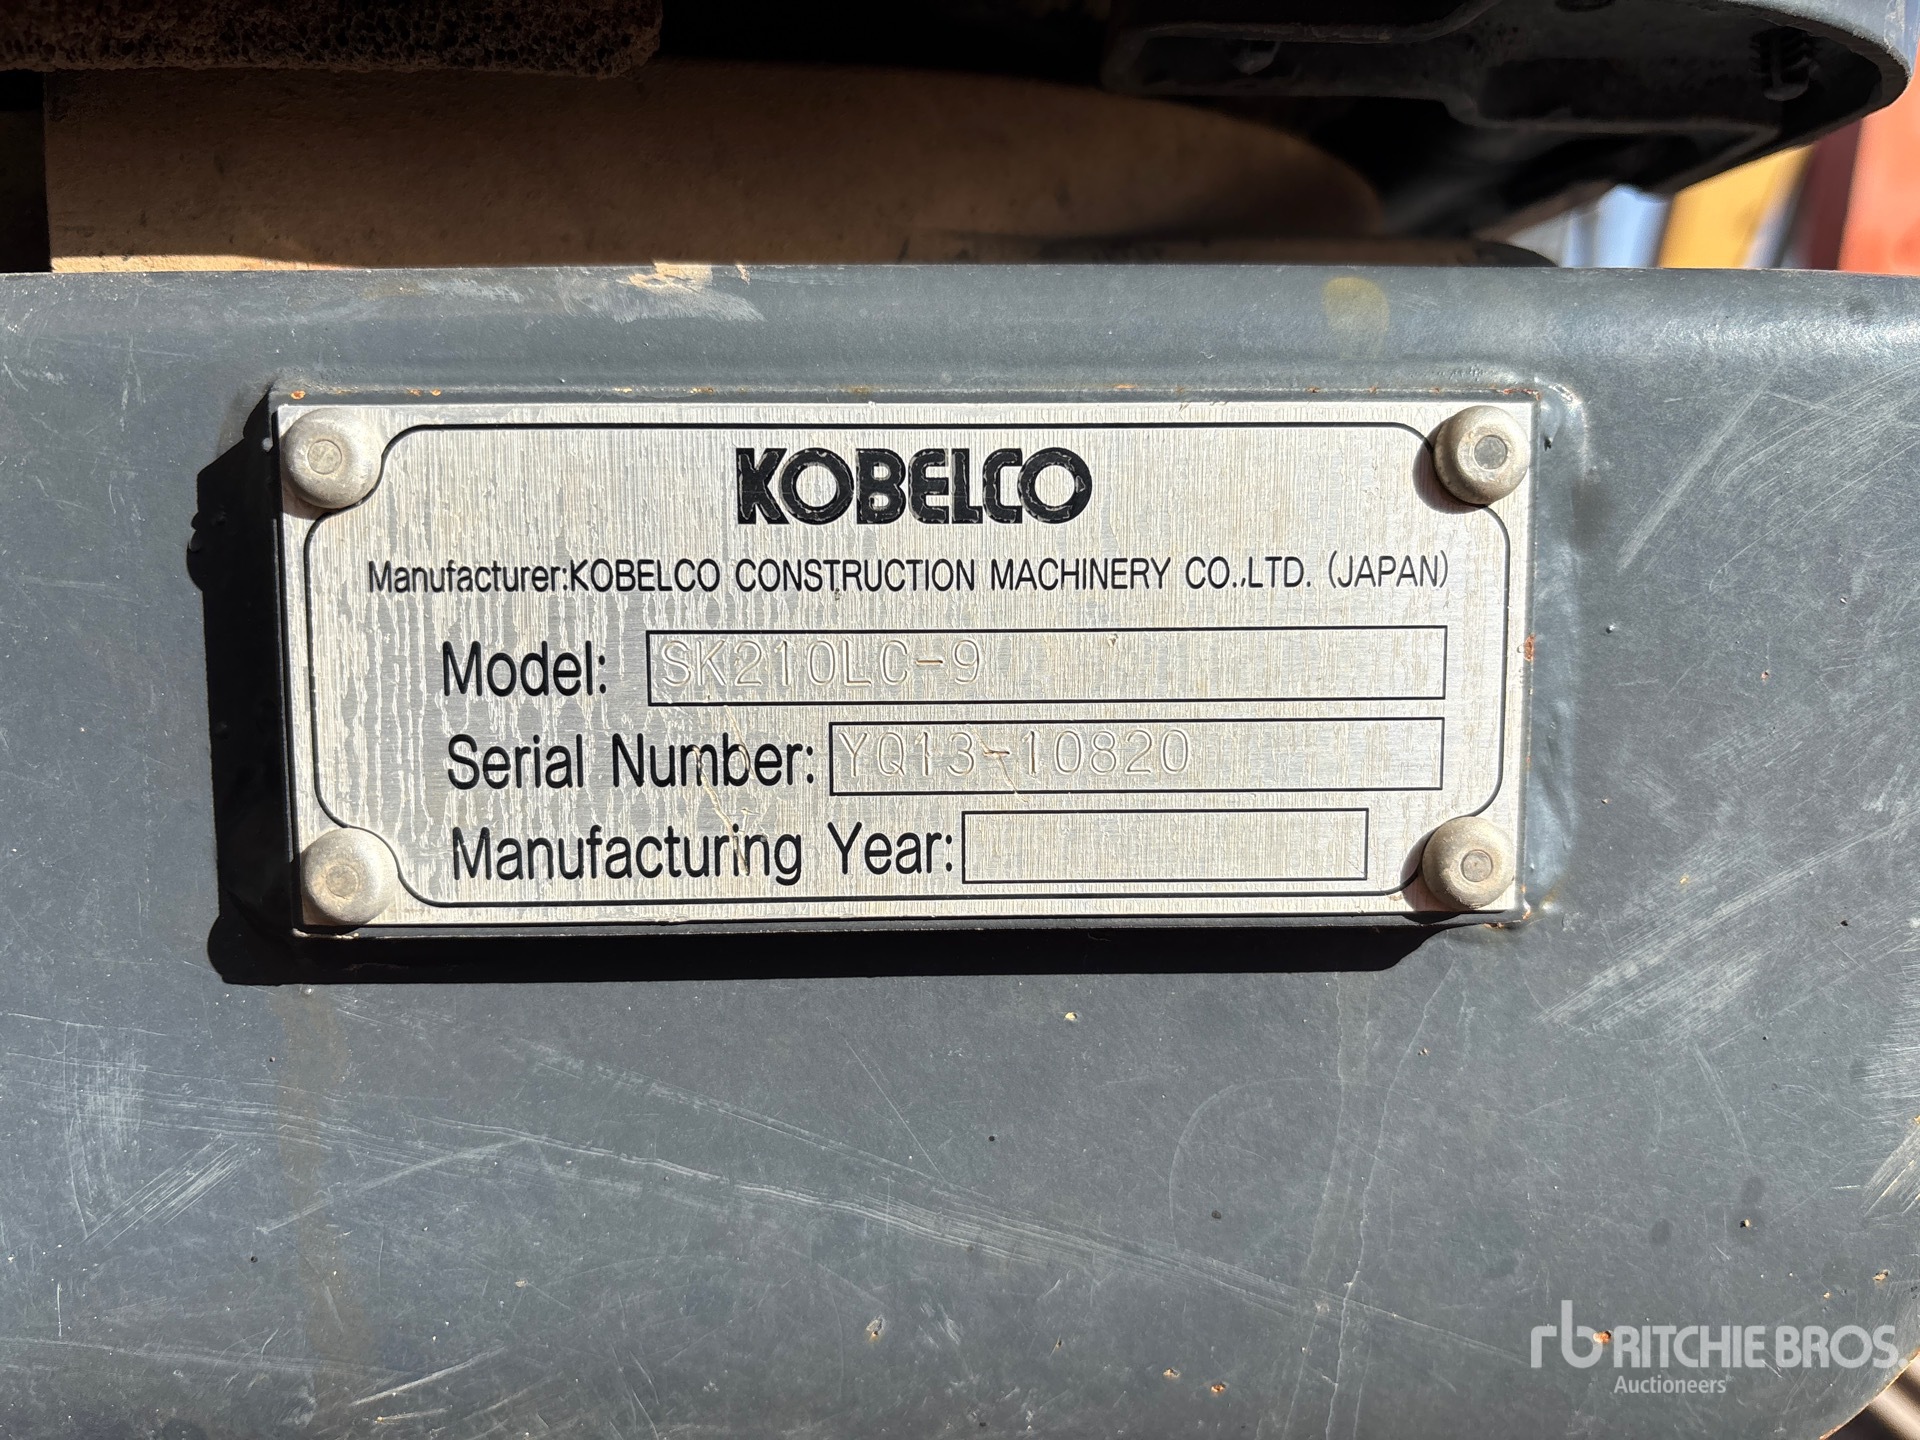 KOBELCO
Manufacturer:KOBELCO CONSTRUCTION MACHINERY CO.,LTD. (JAPAN)
Model: SK210LC-9
Serial Number: YQ13-10820
Manufacturing Year:
rb RITCHIE BROS.
Auctioneers